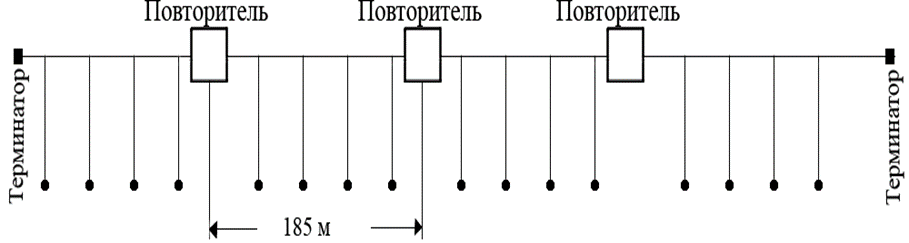 Повторитель
Повторитель
Повторитель
Терминатор
Терминатор
185 м